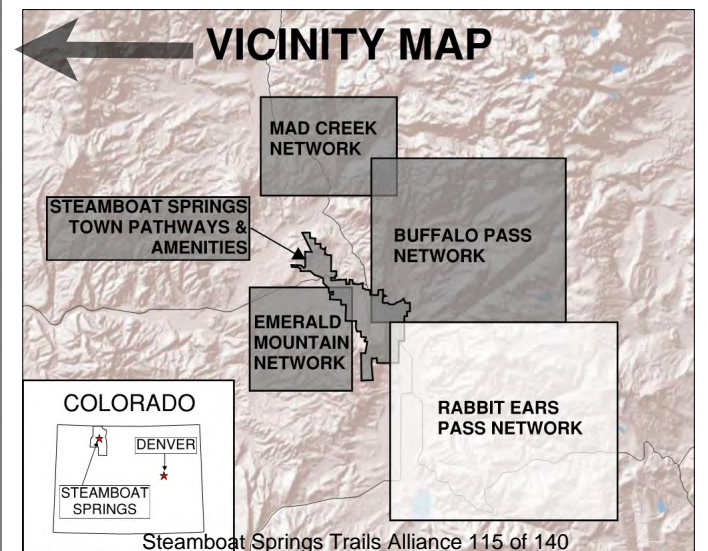 VICINITY MAP
MAD CREEK
NETWORK
STEAMBOAT SPRINGS
TOWN PATHWAYS &
AMENITIES
BUFFALO PASS
NETWORK
EMERALD
MOUNTAIN
NETWORK
RABBIT EARS
PASS NETWORK
COLORADO
DENVER
STEAMBOAT
SPRINGS
Steamboat Springs Trails Alliance 115 of 140